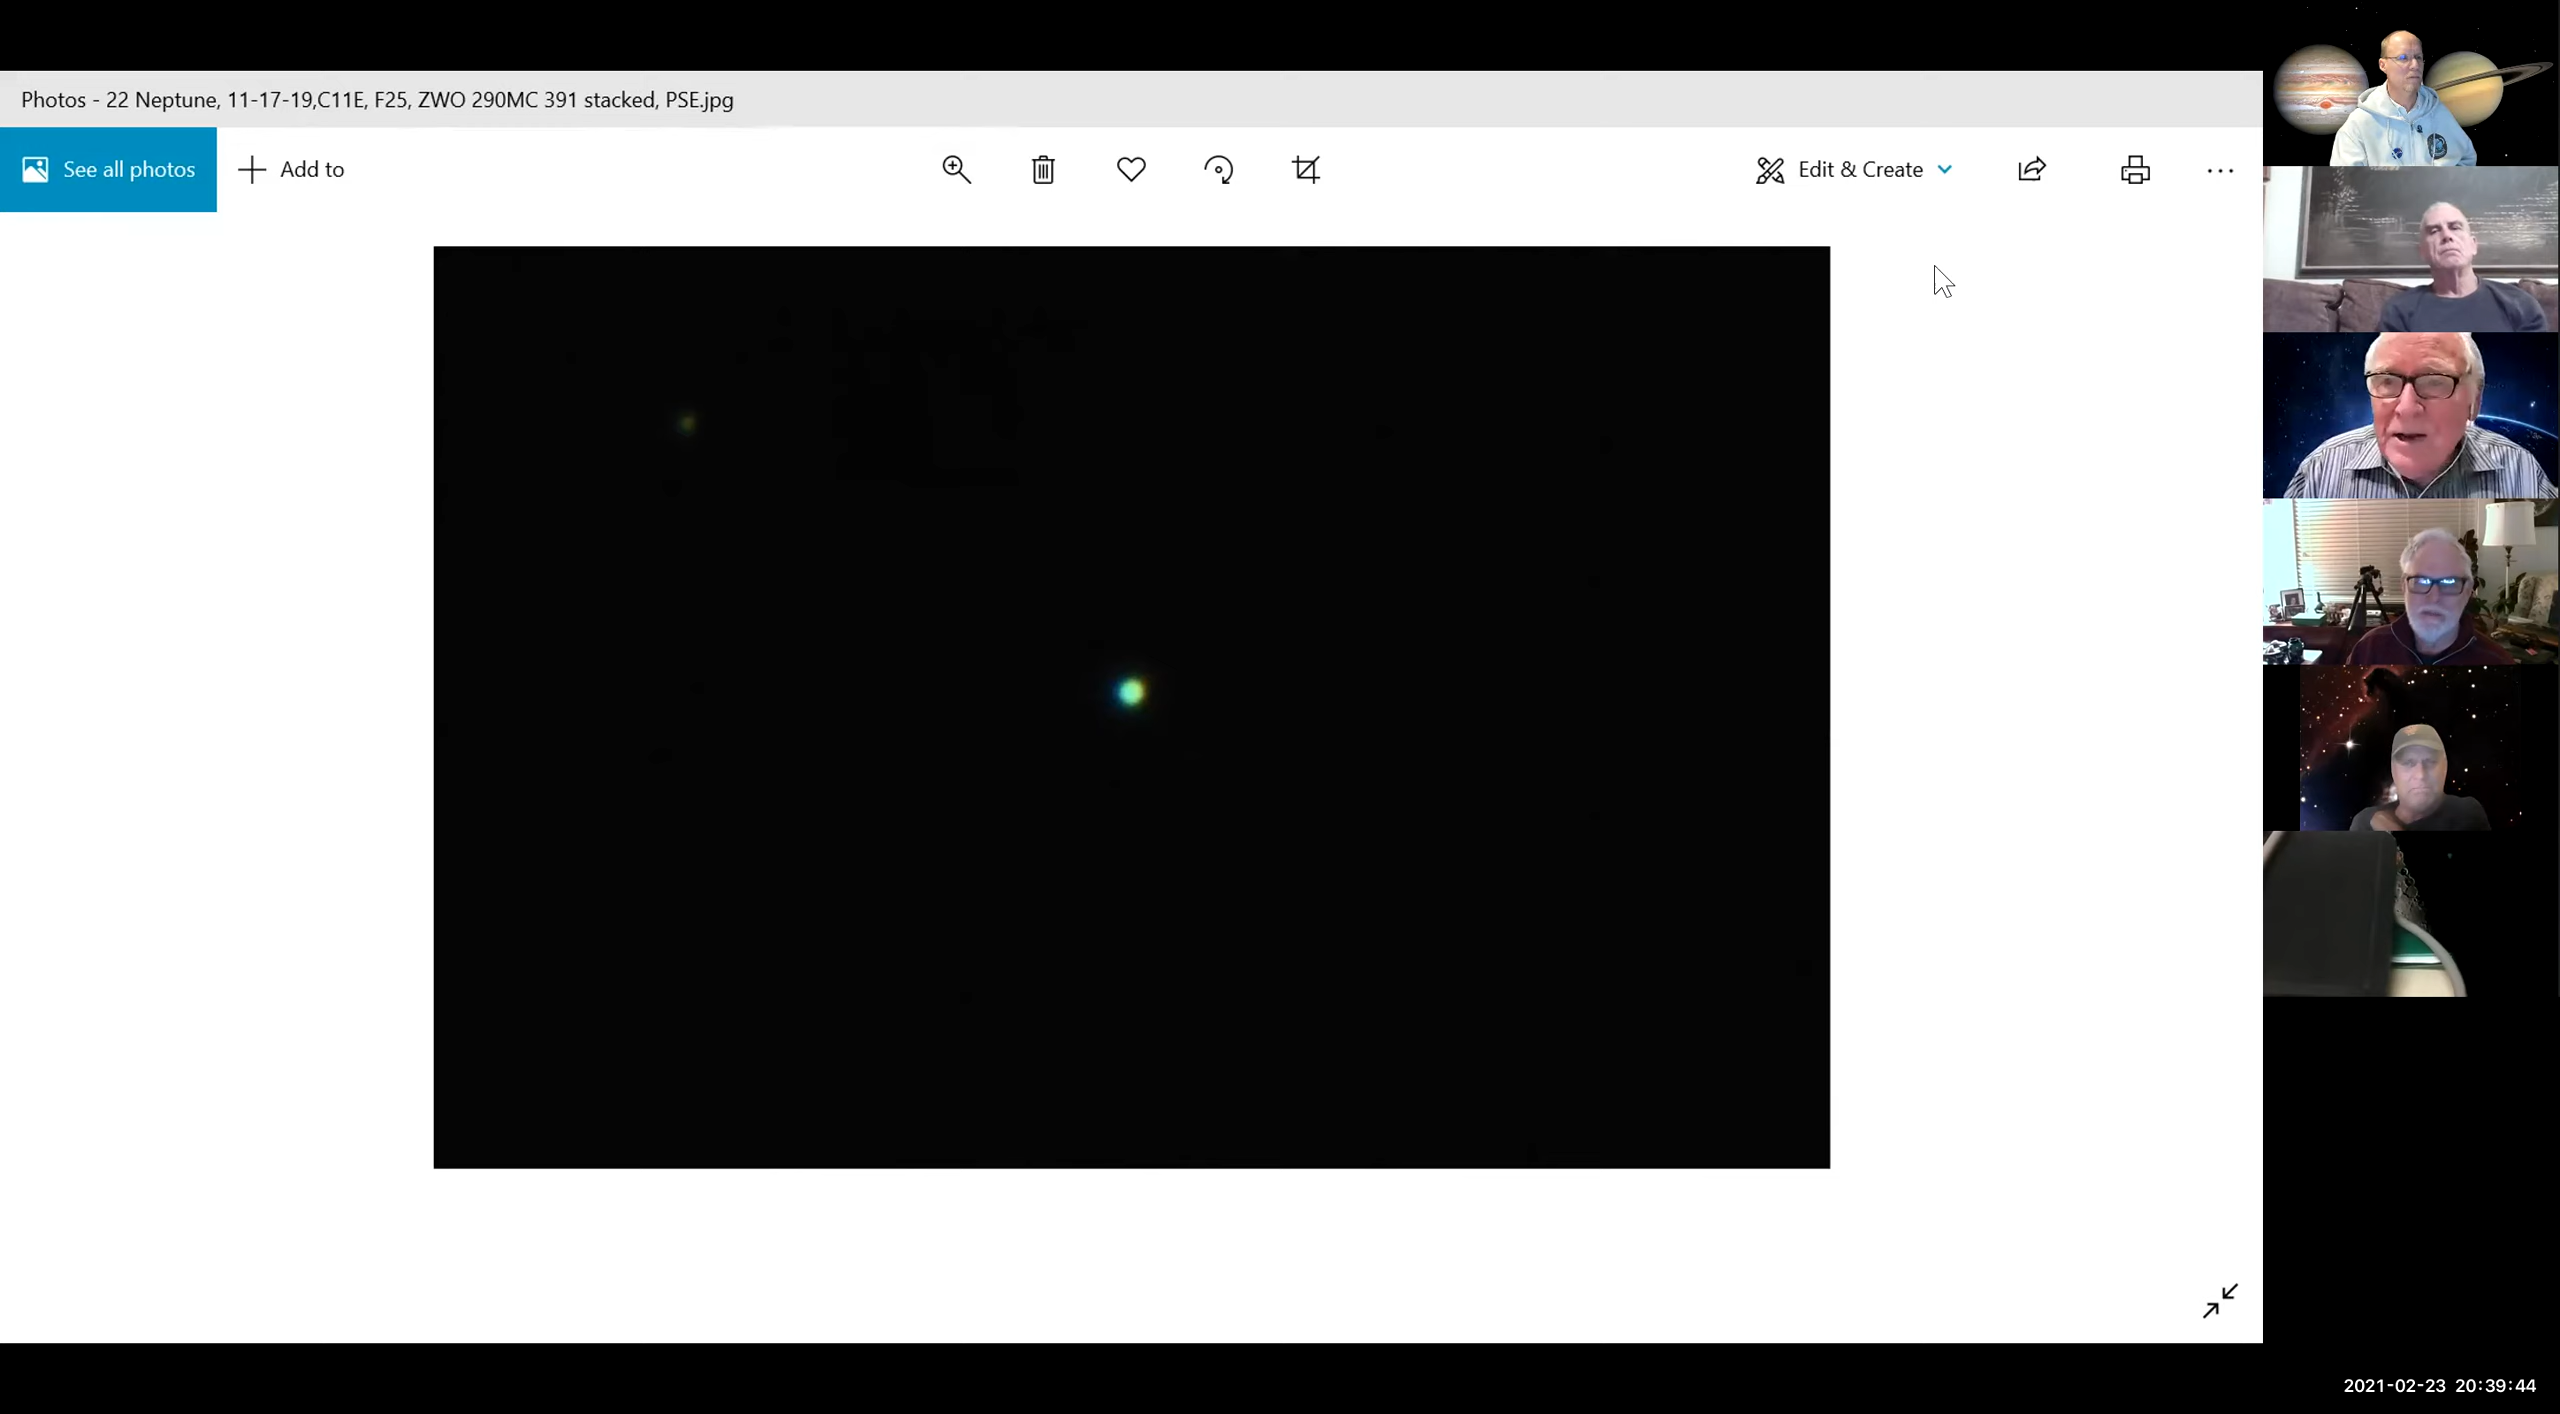 Photos - 22 Neptune, 11-17-19,C11E, F25, ZWO 290MC 391 stacked, PSE.jpg
See all photos
Add to
Edit & Create
2021-02-23 20:39:44